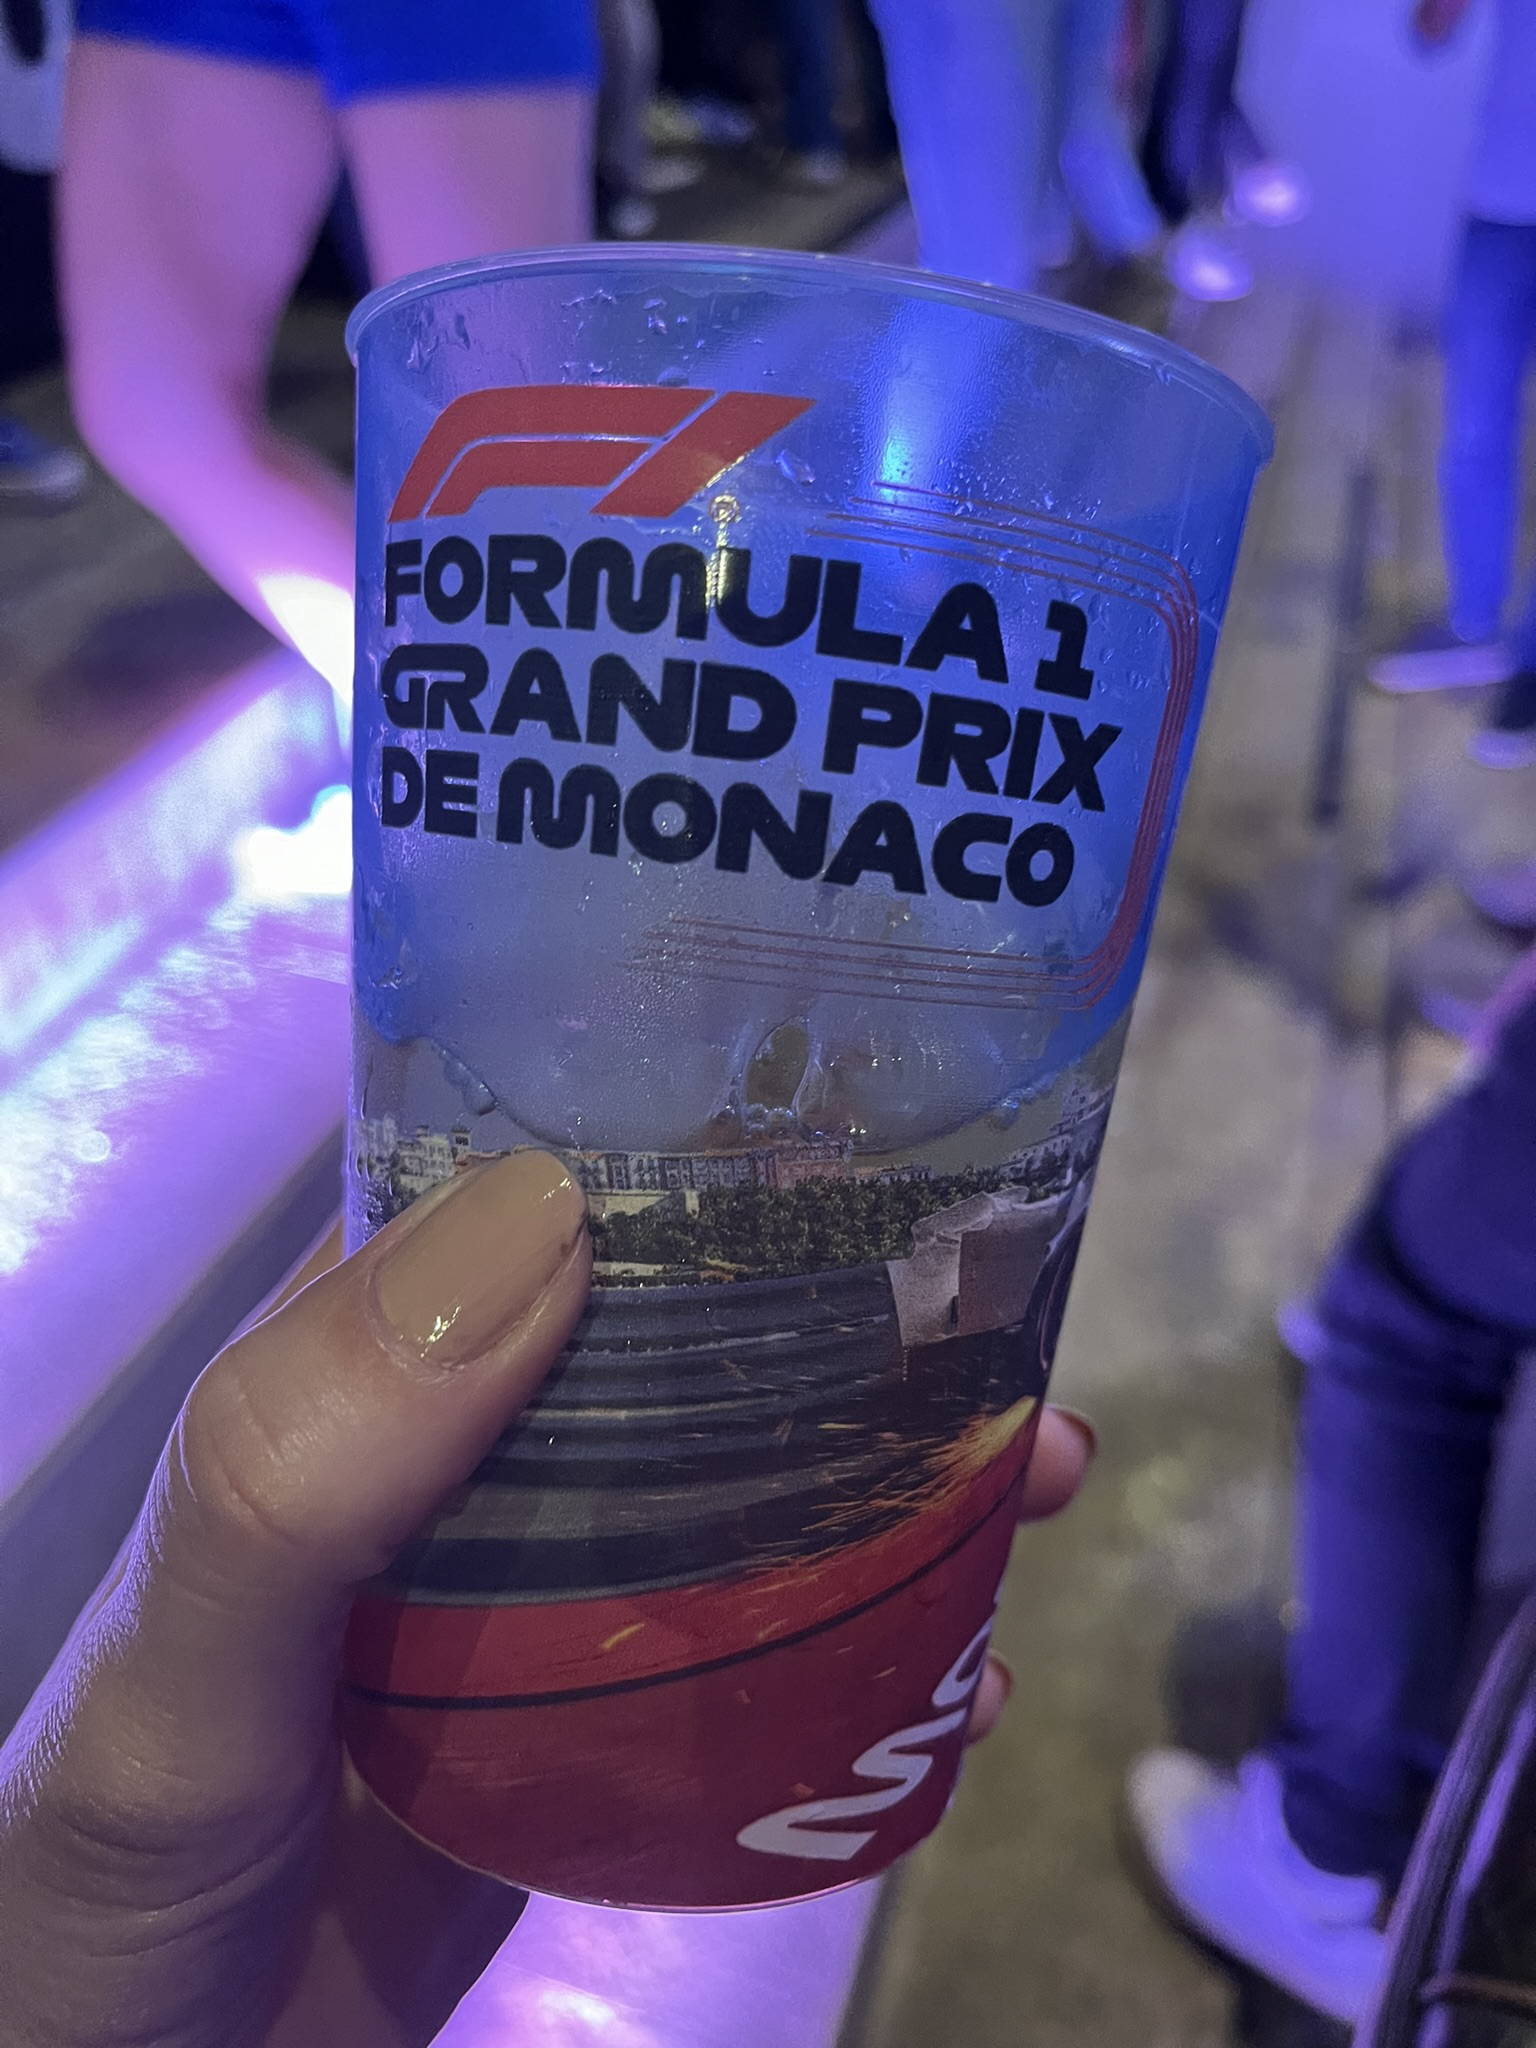 F1
FORMULA 1
GRAND PRIX
DE MONACO